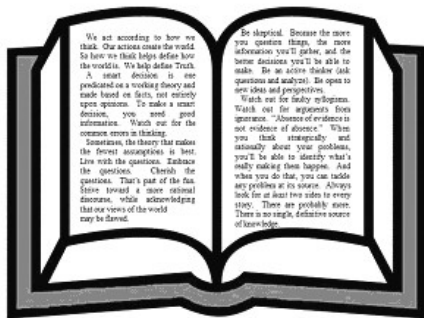 We act according to how we
think. Our actions create the world.
So how we think helps define how
the world is. We help define Truth.
A smart decision is one
predicated on a working theory and
made based on facts, not entirely
upon opinions. To make a smart
decision, you need good
information. Watch out for the
common errors in thinking.
Sometimes, the theory that makes
the fewest assumptions is best.
Live with the questions. Embrace
the questions. Cherish the
questions. That's part of the fun.
Strive toward a more rational
discourse, while acknowledging
that our views of the world
may be flawed.
Be skeptical. Because the more
you question things, the more
information you'll gather, and the
better decisions you'll be able to
make. Be an active thinker (ask
questions and analyze). Be open to
new ideas and perspectives.
Watch out for faulty syllogisms.
Watch out for arguments from
ignorance. "Absence of evidence is
not evidence of absence." When
you think strategically and
rationally about your problems,
you'll be able to identify what's
really making them happen. And
when you do that, you can tackle
any problem at its source. Always
look for at least two sides to every
story. There are probably more.
There is no single, definitive source
of knowledge.